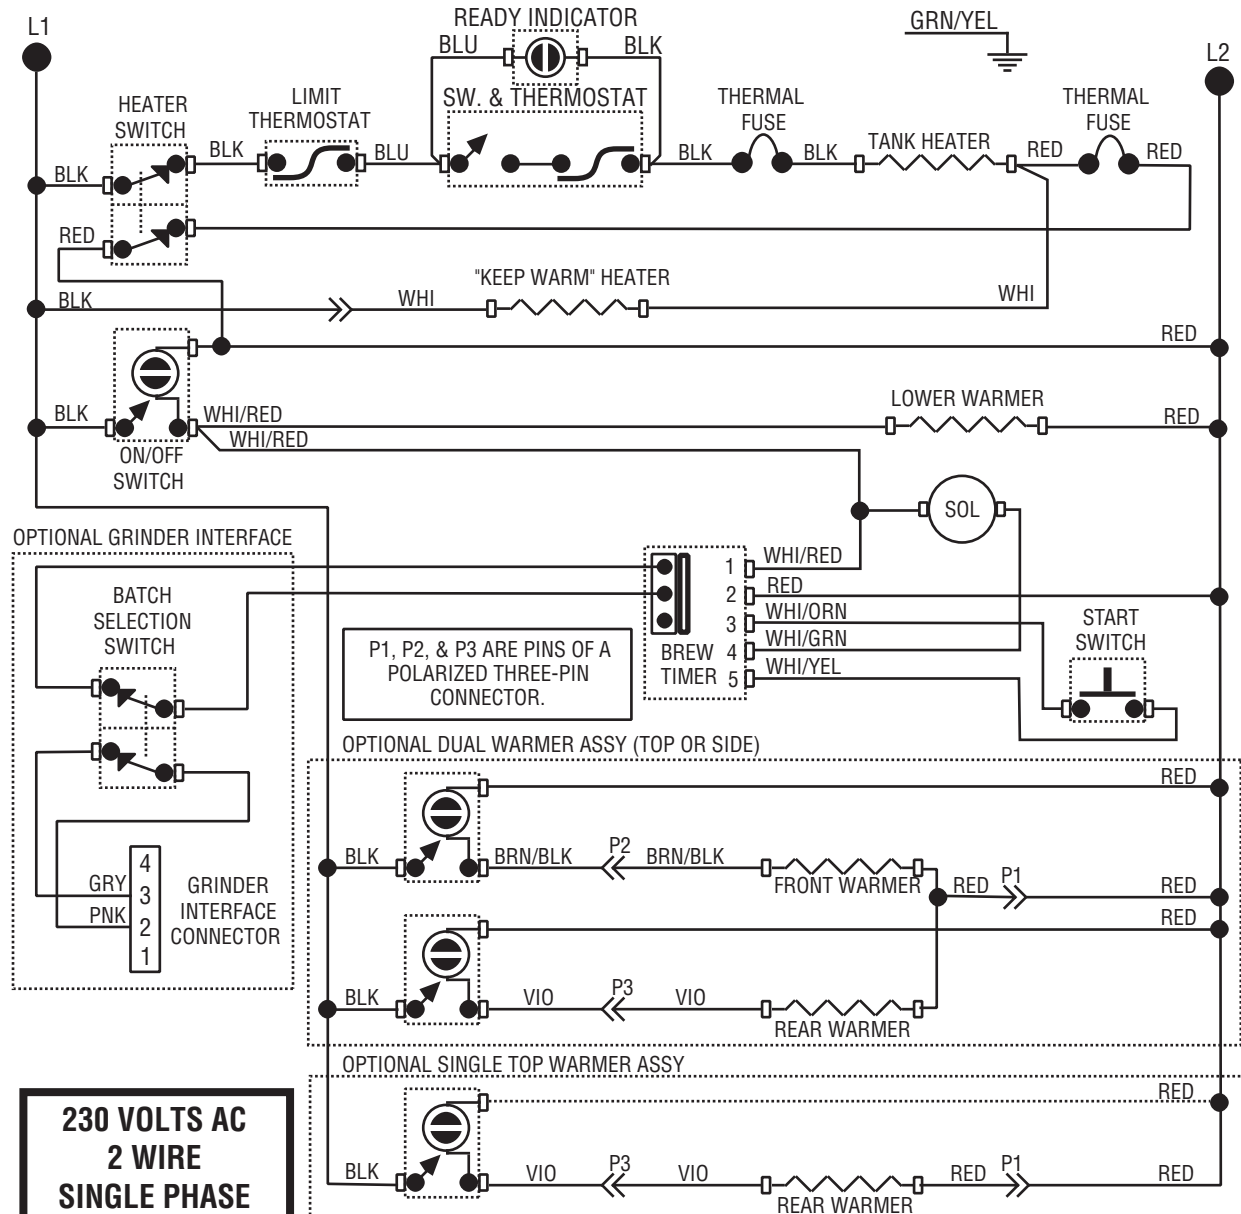 L1
READY INDICATOR
BLU
BLK
GRN/YEL
L2
HEATER
SWITCH
LIMIT
THERMOSTAT
SW. & THERMOSTAT
THERMAL
FUSE
TANK HEATER
THERMAL
FUSE
BLK
BLK
BLU
BLK
BLK
RED
RED
RED
"KEEP WARM" HEATER
BLK
WHI
WHI
RED
BLK
WHI/RED
WHI/RED
LOWER WARMER
RED
ON/OFF
SWITCH
SOL
OPTIONAL GRINDER INTERFACE
BATCH
SELECTION
SWITCH
1
WHI/RED
2
RED
3
WHI/ORN
BREW
TIMER
4
WHI/GRN
5
WHI/YEL
START
SWITCH
P1, P2, & P3 ARE PINS OF A
POLARIZED THREE-PIN
CONNECTOR.
OPTIONAL DUAL WARMER ASSY (TOP OR SIDE)
RED
BLK
BRN/BLK
P2
BRN/BLK
FRONT WARMER
RED
P1
RED
RED
BLK
VIO
P3
VIO
REAR WARMER
4
GRY
3
PNK
2
1
GRINDER
INTERFACE
CONNECTOR
OPTIONAL SINGLE TOP WARMER ASSY
RED
BLK
VIO
P3
VIO
REAR WARMER
RED
P1
RED
230 VOLTS AC
2 WIRE
SINGLE PHASE